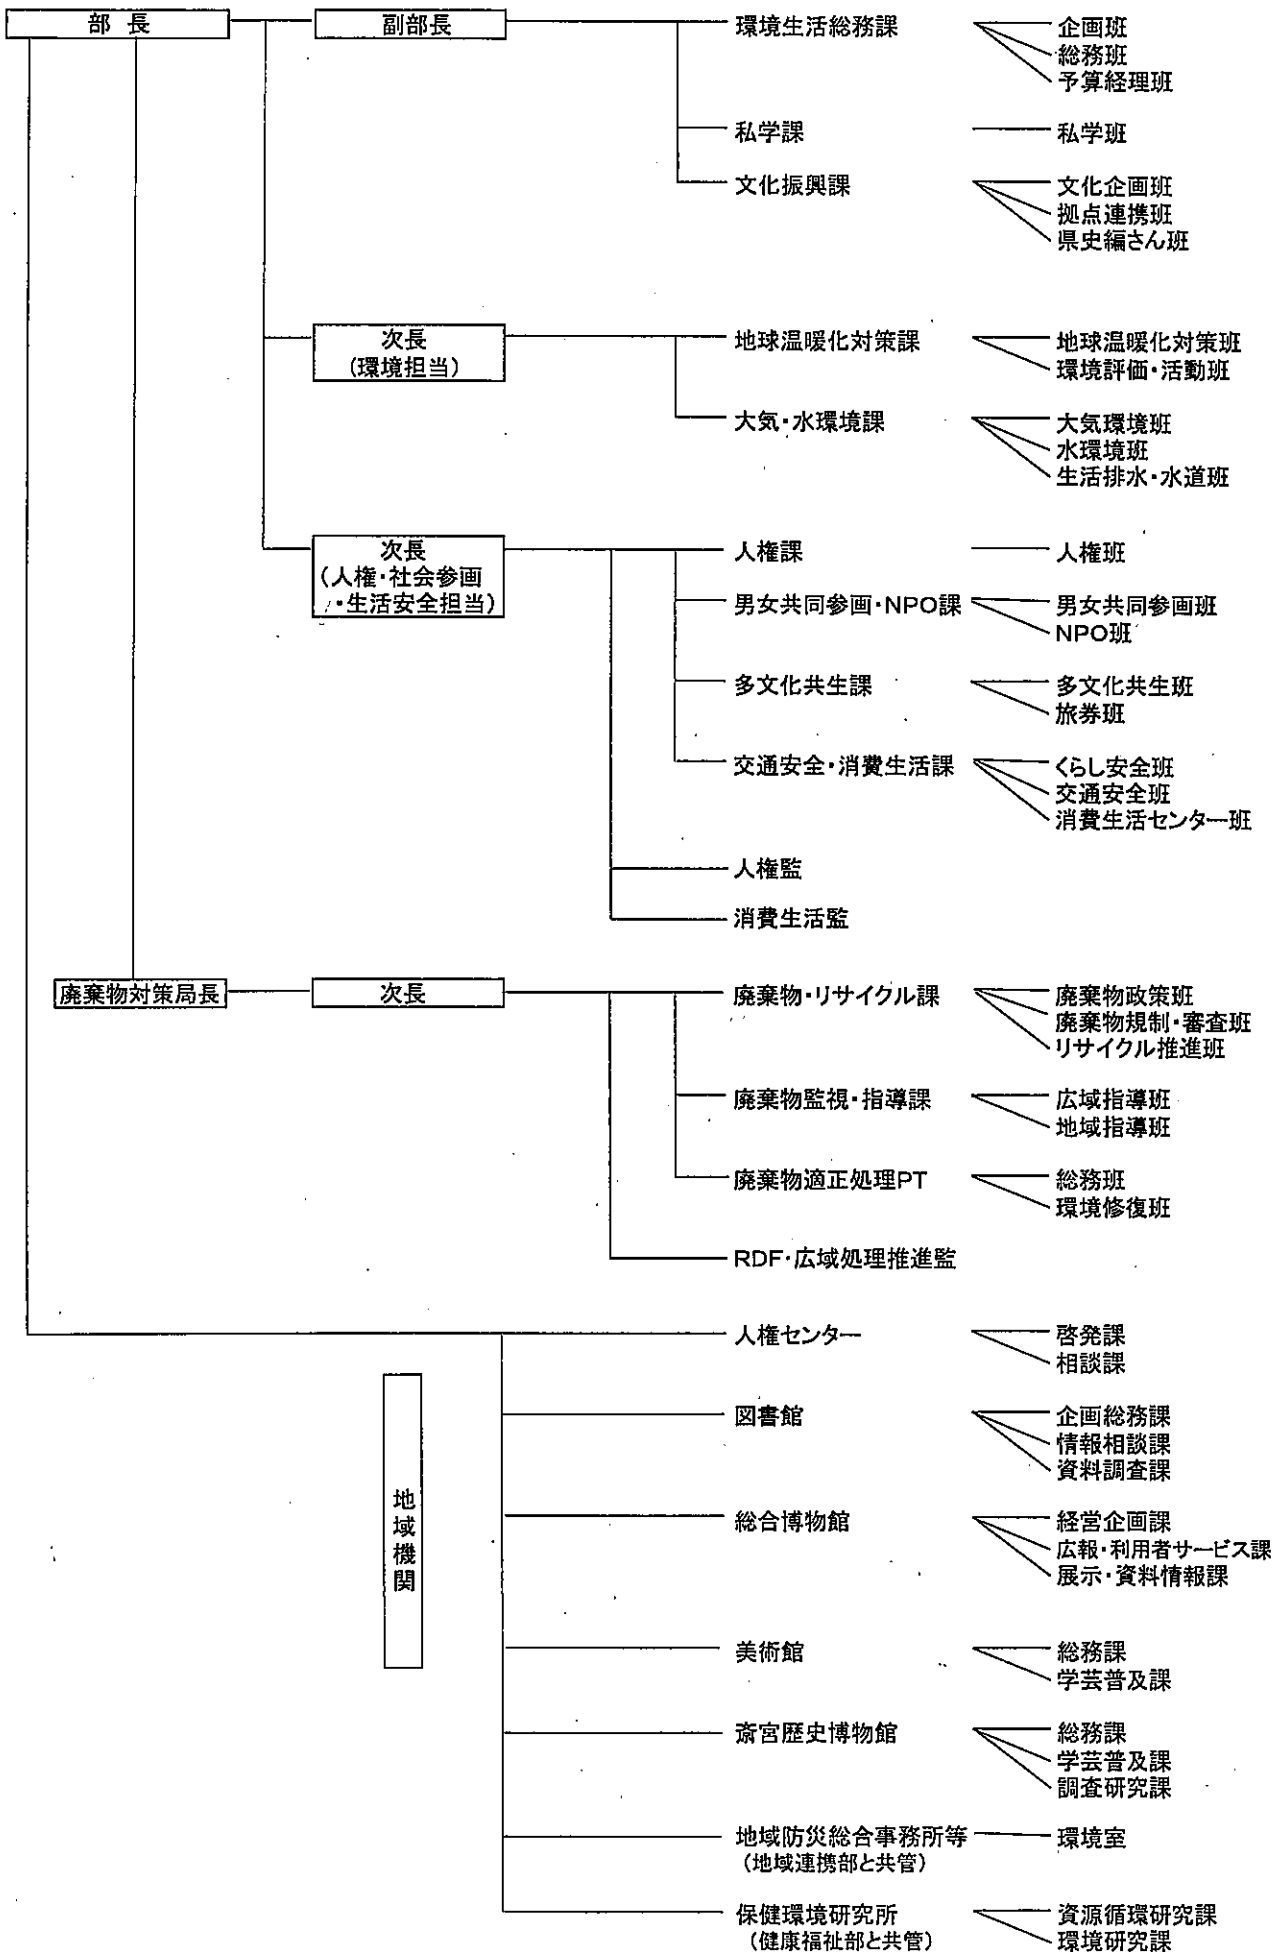 部 長
副部長
環境生活総務課
企画班
総務班
予算経理班
私学課
私学班
文化振興課
文化企画班
拠点連携班
県史編さん班
次長
(環境担当)
地球温暖化対策課
地球温暖化対策班
環境評価・活動班
大気・水環境課
大気環境班
水環境班
生活排水・水道班
次長
(人権・社会参画
・生活安全担当)
人権課
人権班
男女共同参画・NPO課
男女共同参画班
NPO班
多文化共生課
多文化共生班
旅券班
交通安全・消費生活課
くらし安全班
交通安全班
消費生活センター班
人権監
消費生活監
廃棄物対策局長
次長
廃棄物・リサイクル課
廃棄物政策班
廃棄物規制・審査班
リサイクル推進班
廃棄物監視・指導課
広域指導班
地域指導班
廃棄物適正処理PT
総務班
環境修復班
RDF・広域処理推進監
地域機関
人権センター
啓発課
相談課
図書館
企画総務課
情報相談課
資料調査課
総合博物館
経営企画課
広報・利用者サービス課
展示・資料情報課
美術館
総務課
学芸普及課
斎宮歴史博物館
総務課
学芸普及課
調査研究課
地域防災総合事務所等
(地域連携部と共管)
環境室
保健環境研究所
(健康福祉部と共管)
資源循環研究課
環境研究課